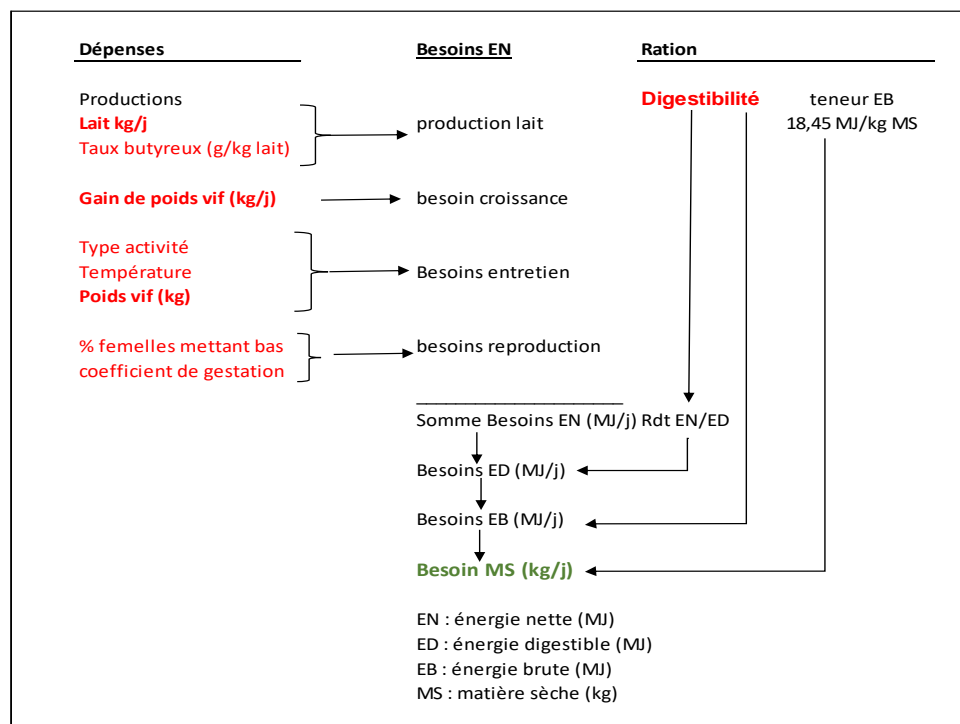 Dépenses
Besoins EN
Ration
Productions
Lait kg/j
Taux butyreux (g/kg lait)
production lait
Digestibilité
teneur EB
18,45 MJ/kg MS
Gain de poids vif (kg/j)
besoin croissance
Type activité
Température
Poids vif (kg)
Besoins entretien
% femelles mettant bas
coefficient de gestation
besoins reproduction
Somme Besoins EN (MJ/j) Rdt EN/ED
Besoins ED (MJ/j)
Besoins EB (MJ/j)
Besoin MS (kg/j)
EN : énergie nette (MJ)
ED : énergie digestible (MJ)
EB : énergie brute (MJ)
MS : matière sèche (kg)